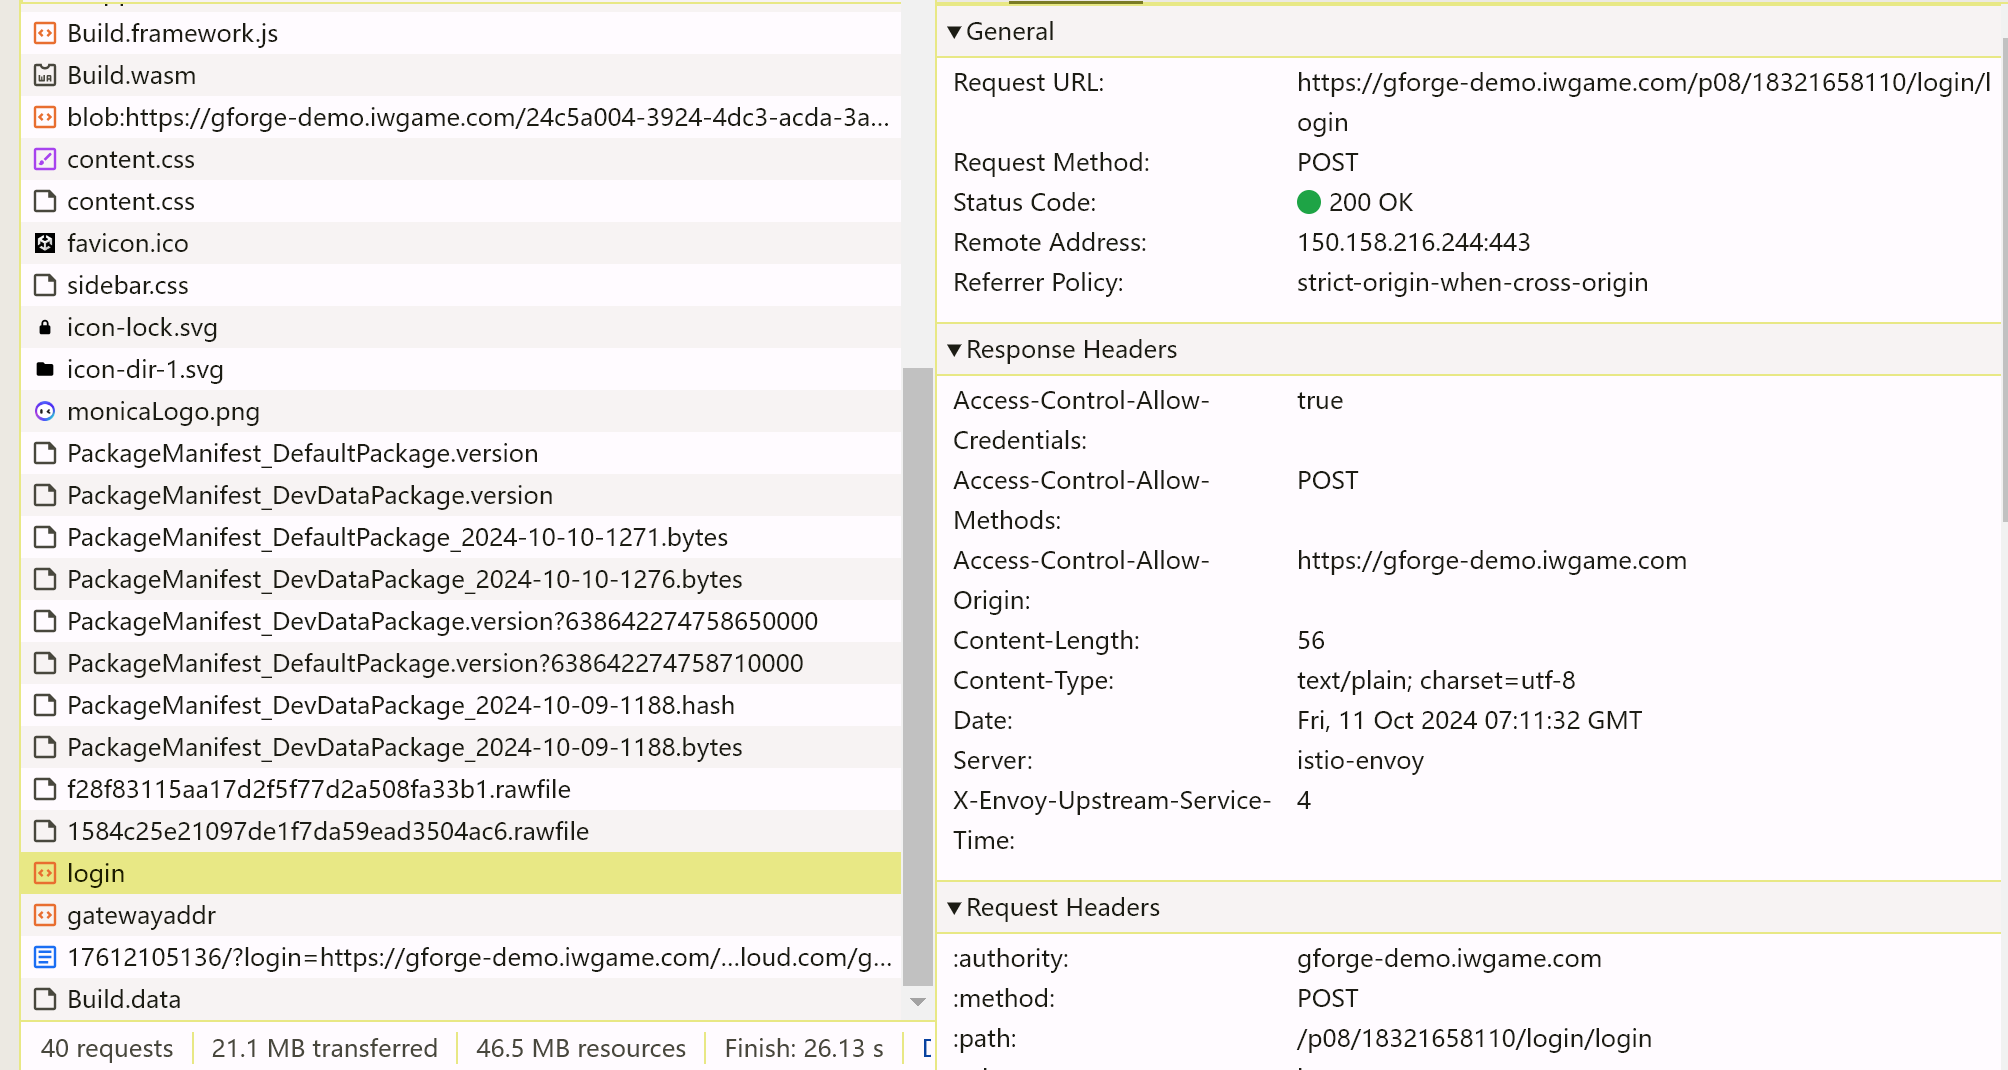 Build.framework.js
Build.wasm
blob:https://gforge-demo.iwgame.com/24c5a004-3924-4dc3-acda-3a...
content.css
content.css
favicon.ico
sidebar.css
icon-lock.svg
icon-dir-1.svg
monicaLogo.png
PackageManifest_DefaultPackage.version
PackageManifest_DevDataPackage.version
PackageManifest_DefaultPackage_2024-10-10-1271.bytes
PackageManifest_DevDataPackage_2024-10-10-1276.bytes
PackageManifest_DevDataPackage.version?638642274758650000
PackageManifest_DefaultPackage.version?638642274758710000
PackageManifest_DevDataPackage_2024-10-09-1188.hash
PackageManifest_DevDataPackage_2024-10-09-1188.bytes
f28f83115aa17d2f5f77d2a508fa33b1.rawfile
1584c25e21097de1f7da59ead3504ac6.rawfile
login
gatewayaddr
17612105136/?login=https://gforge-demo.iwgame.com/...loud.com/g...
Build.data
40 requests 21.1 MB transferred 46.5 MB resources Finish: 26.13 s
General
Request URL: https://gforge-demo.iwgame.com/p08/18321658110/login/l
ogin
Request Method: POST
Status Code: 200 OK
Remote Address: 150.158.216.244:443
Referrer Policy: strict-origin-when-cross-origin
Response Headers
Access-Control-Allow- true
Credentials:
Access-Control-Allow- POST
Methods:
Access-Control-Allow- https://gforge-demo.iwgame.com
Origin:
Content-Length: 56
Content-Type: text/plain; charset=utf-8
Date: Fri, 11 Oct 2024 07:11:32 GMT
Server: istio-envoy
X-Envoy-Upstream-Service- 4
Time:
Request Headers
:authority: gforge-demo.iwgame.com
:method: POST
:path: /p08/18321658110/login/login